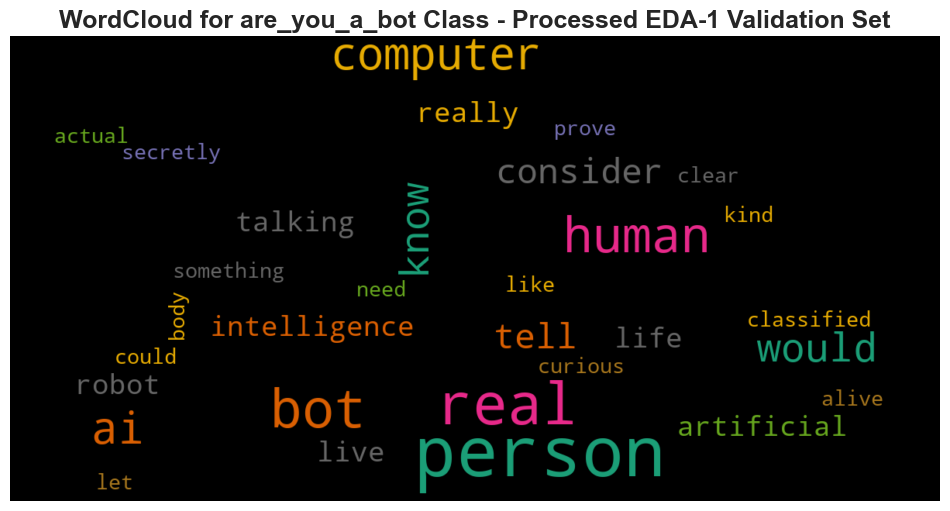 WordCloud for are_you_a_bot Class - Processed EDA-1 Validation Set
computer
really
prove
actual
secretly
consider
clear
know
talking
human
kind
something
need
like
body
intelligence
tell
life
classified
would
could
curious
robot
bot
real
alive
ai
live
person
artificial
let